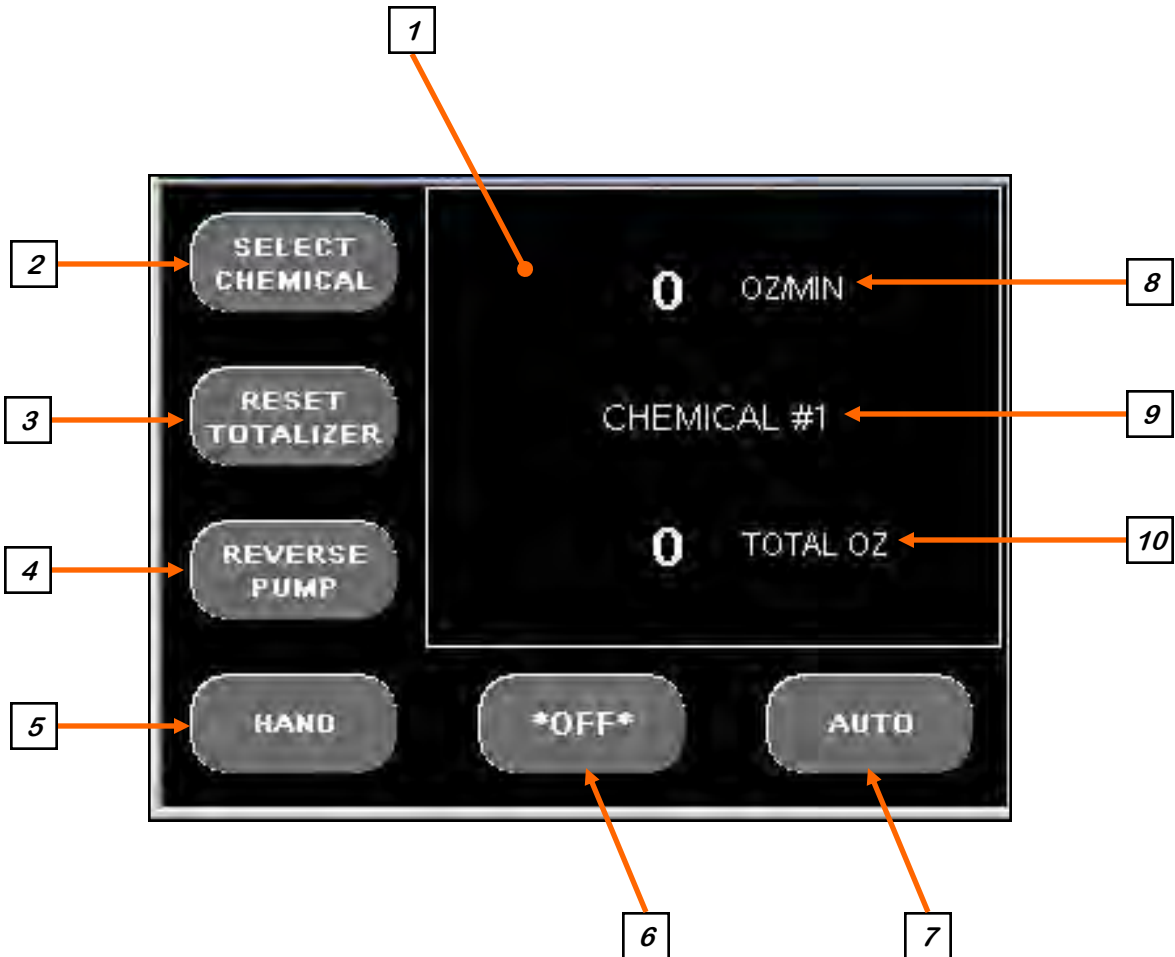 1
SELECT
CHEMICAL
2
0 OZ/MIN
8
RESET
TOTALIZER
3
CHEMICAL #1
9
REVERSE
PUMP
4
0 TOTAL OZ
10
5
HAND
*OFF*
AUTO
6
7